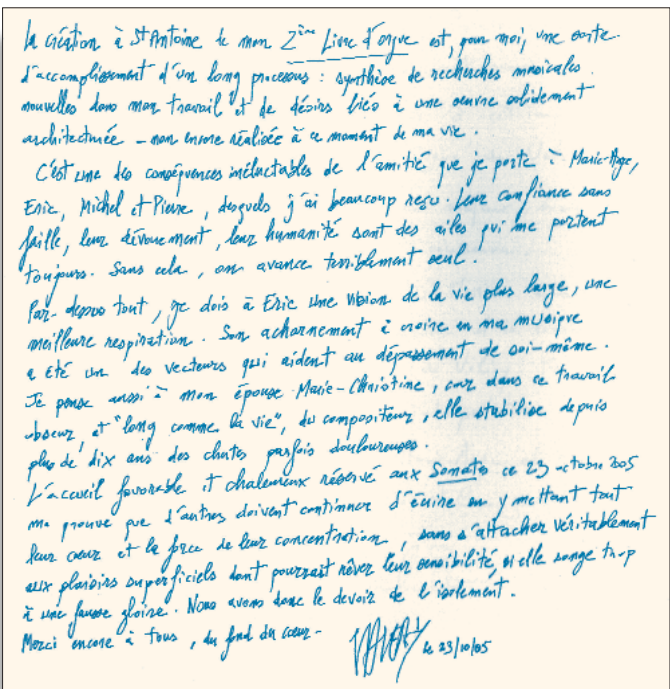 La création à St Antoine de mon 2ème Livre d'orgue est, pour moi, une sorte
d'accomplissement d'un long processus : synthèse de recherches musicales
nouvelles dans mon travail et de désirs liés à une oeuvre solidement
architecturée - non encore réalisée à ce moment de ma vie.
C'est une des conséquences inéluctables de l'amitié que je porte à Marie-Ange,
Eric, Michel et Pierre, desquels j'ai beaucoup reçu. Leur confiance sans
faille, leur dévouement, leur humanité sont des ailes qui me portent
toujours. Sans cela, on avance terriblement seul.
Par-dessus tout, je dois à Eric une vision de la vie plus large, une
meilleure respiration. Son acharnement à croire en ma musique
a été un des vecteurs qui aident au dépassement de soi-même.
Je pense aussi à mon épouse Marie-Christine, car dans ce travail
obscur, et "long comme la vie", du compositeur, elle stabilise depuis
plus de dix ans des chutes parfois douloureuses.
L'accueil favorable et chaleureux réservé aux Sonates ce 23 octobre 2005
me prouve que d'autres doivent continuer d'écrire en y mettant tout
leur coeur et la force de leur concentration, sans s'attacher véritablement
aux plaisirs superficiels dont pourrait rêver leur sensibilité, si elle songe trop
à une fausse gloire. Nous avons donc le devoir de l'isolement.
Merci encore à tous, du fond du coeur -
le 23/10/05